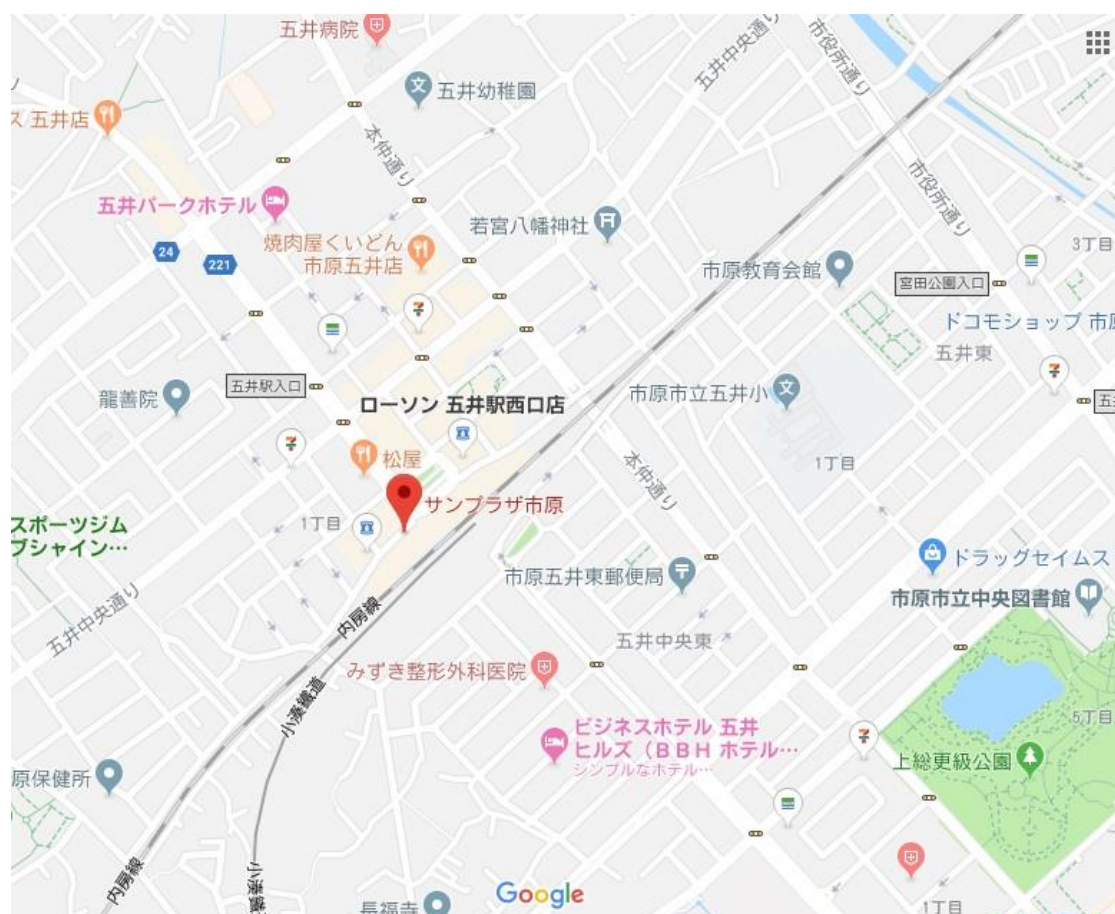 五井病院
五井幼稚園
五井中央通り
市役所通り
ス 五井店
本仲通り
五井パークホテル
若宮八幡神社
市役所通り
焼肉屋くいどん
市原五井店
24
221
市原教育会館
3丁目
宮田公園入口
ドコモショップ 市原
五井東
五井駅入口
龍善院
ローソン 五井駅西口店
市原市立五井小
五
松屋
本仲通り
1丁目
サンプラザ市原
1丁目
スポーツジム
ブシャイン…
五井中央通り
内房線
市原五井東郵便局
ドラッグセイムス
市原市立中央図書館
五井中央東
小湊鐵道
みずき整形外科医院
ビジネスホテル 五井
ヒルズ（BBH ホテル…
シンプルなホテル…
5丁目
上総更級公園
原保健所
内房線
小湊鐵道
長福寺
Google
1丁目